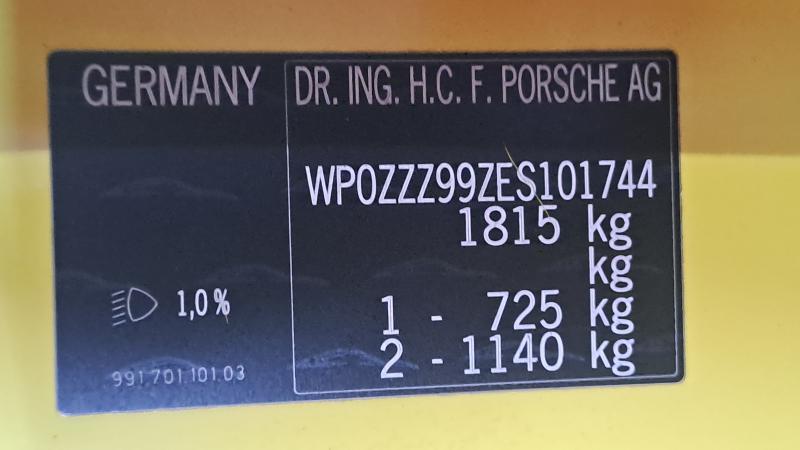 GERMANY
DR. ING. H.C. F. PORSCHE AG
WP0ZZZ99ZES101744
1815 kg
kg
1 - 725 kg
2 - 1140 kg
1,0%
991.701.101.03